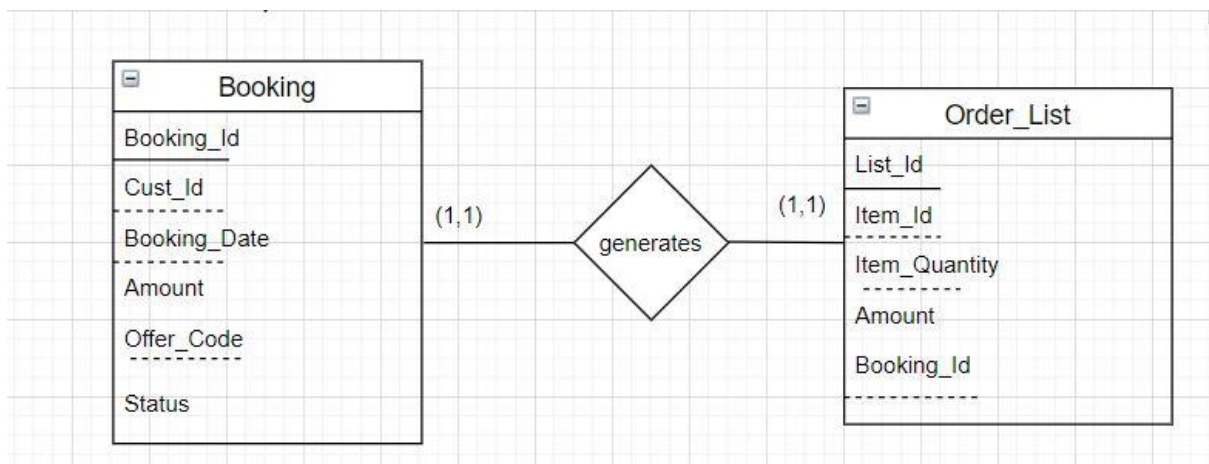 Booking
Booking_Id
Cust_Id
Booking_Date
Amount
Offer_Code
Status
(1,1)
generates
(1,1)
Order_List
List_Id
Item_Id
Item_Quantity
Amount
Booking_Id